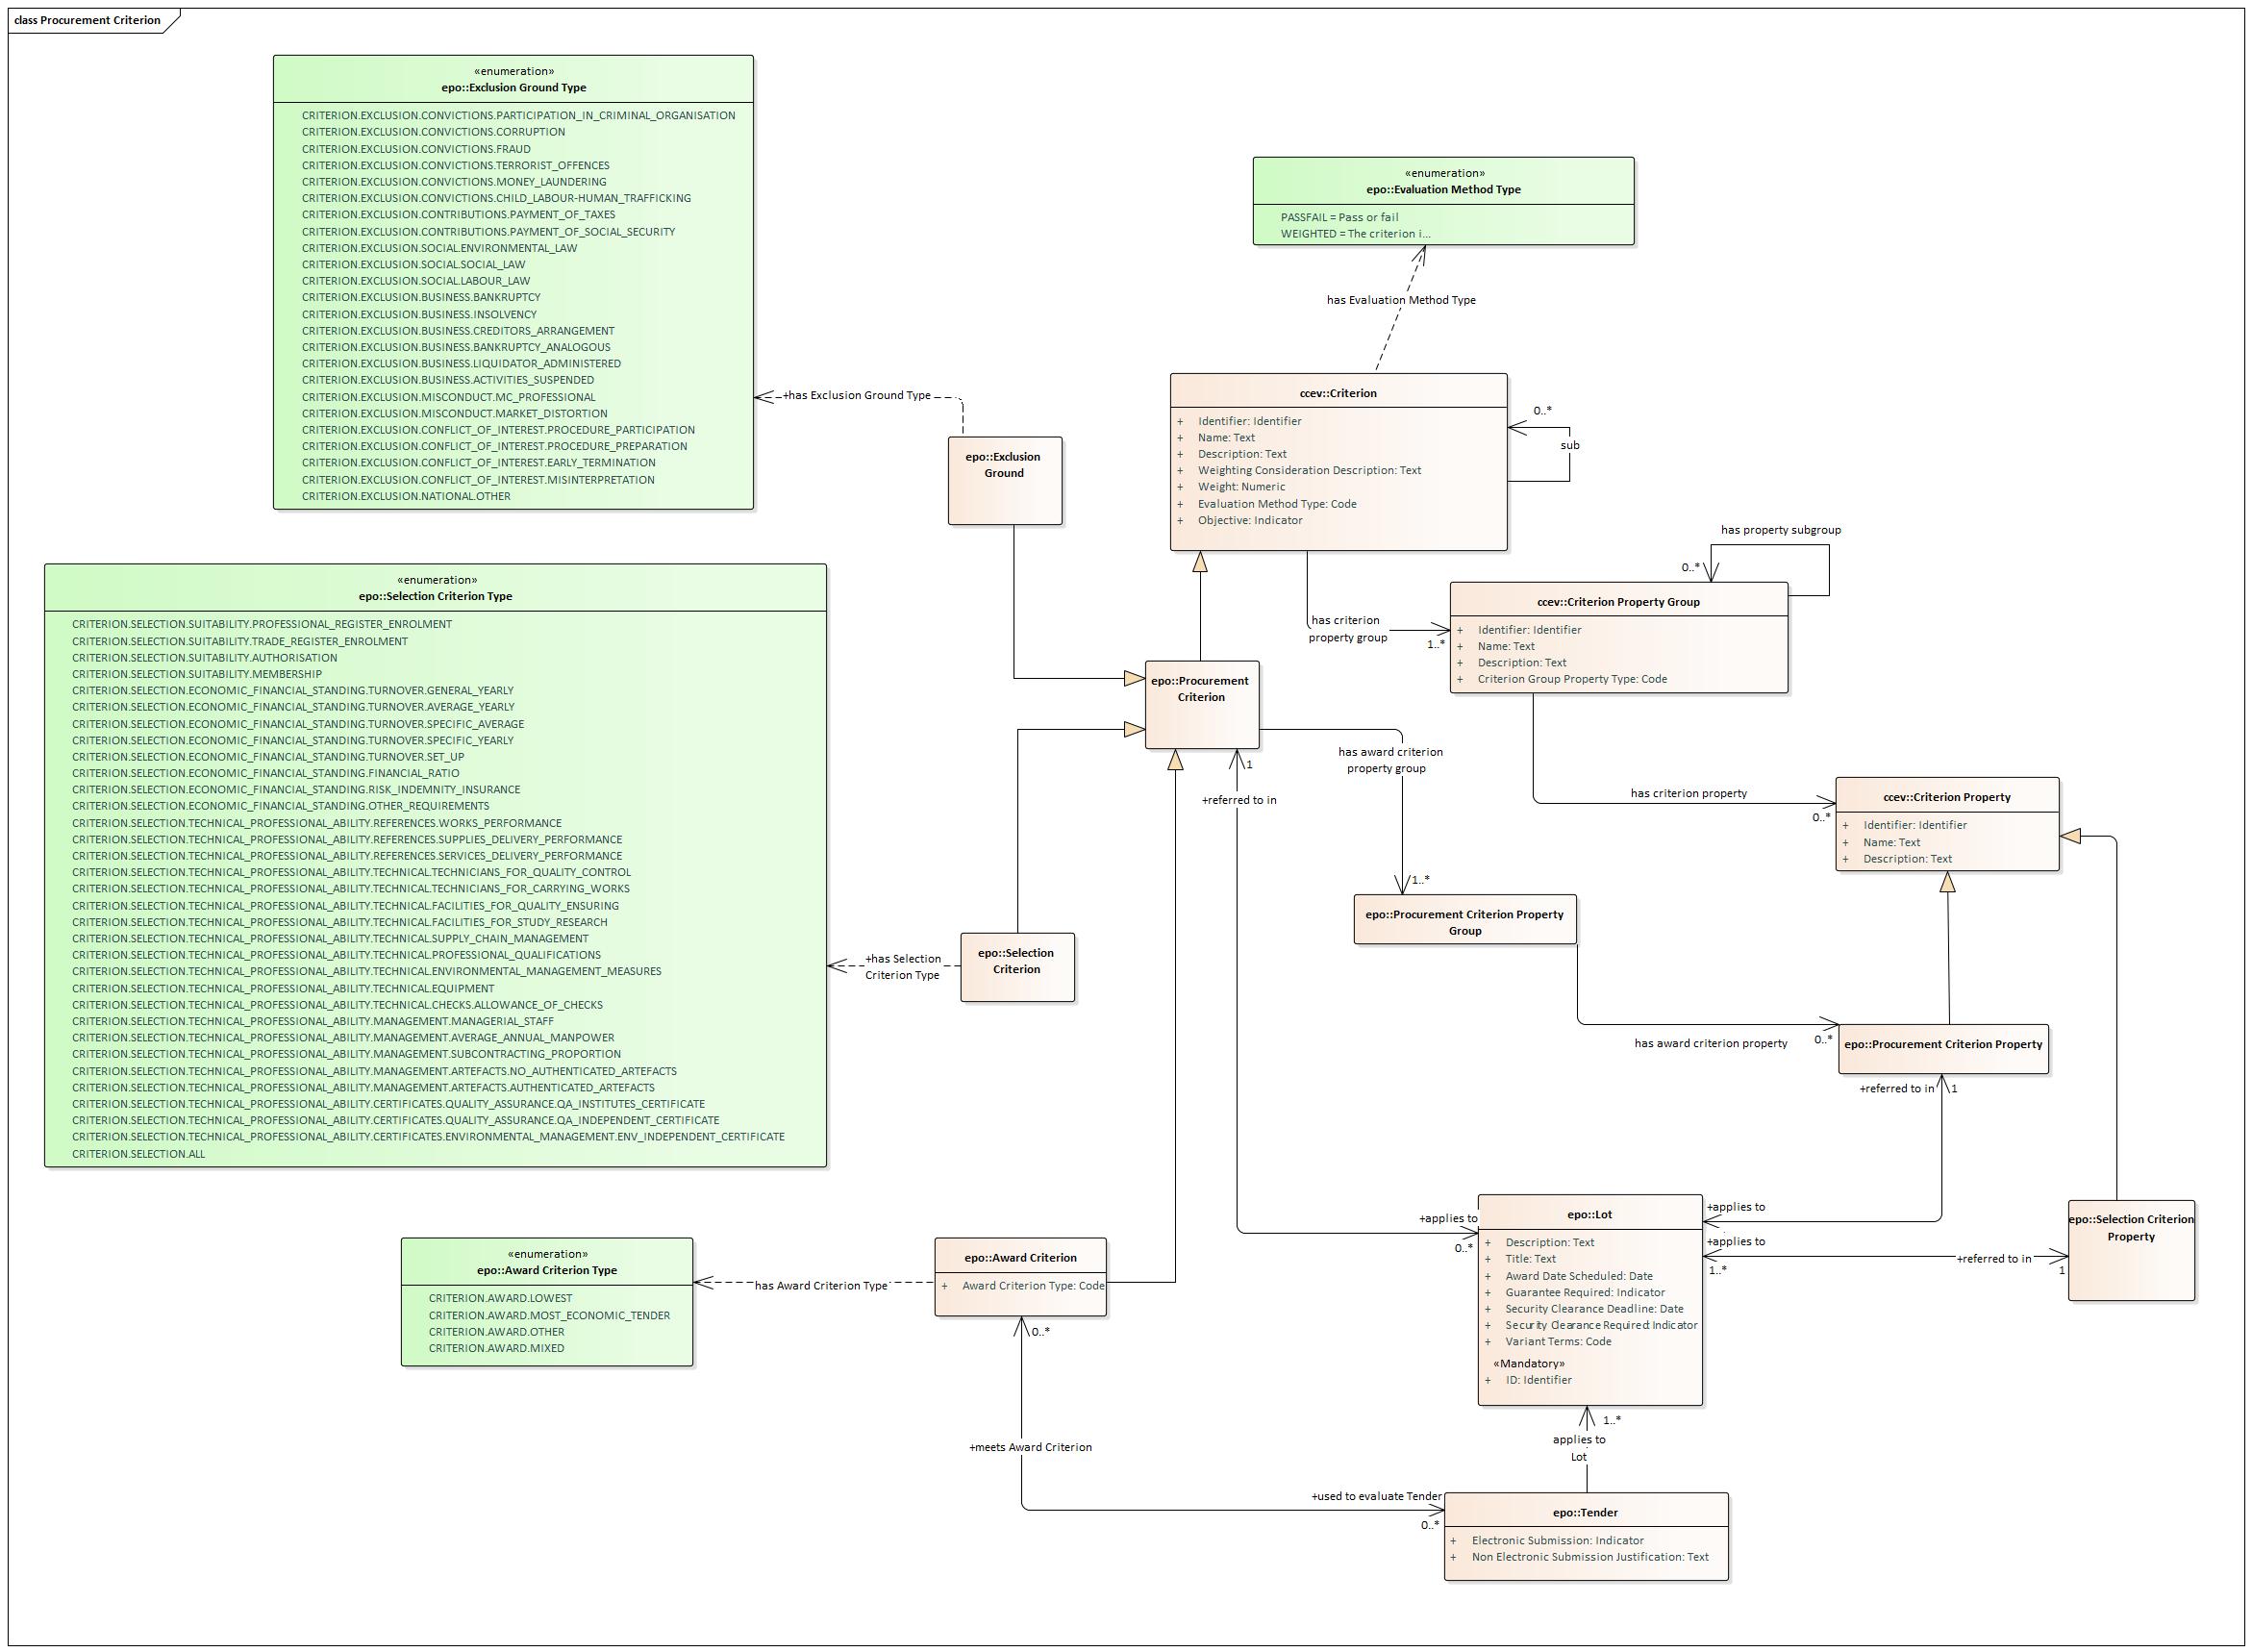 class Procurement Criterion
«enumeration»
epo::Exclusion Ground Type
CRITERION.EXCLUSION.CONVICTIONS.PARTICIPATION_IN_CRIMINAL_ORGANISATION
CRITERION.EXCLUSION.CONVICTIONS.CORRUPTION
CRITERION.EXCLUSION.CONVICTIONS.FRAUD
CRITERION.EXCLUSION.CONVICTIONS.TERRORIST_OFFENCES
CRITERION.EXCLUSION.CONVICTIONS.MONEY_LAUNDERING
CRITERION.EXCLUSION.CONVICTIONS.CHILD_LABOUR-HUMAN_TRAFFICKING
CRITERION.EXCLUSION.CONTRIBUTIONS.PAYMENT_OF_TAXES
CRITERION.EXCLUSION.CONTRIBUTIONS.PAYMENT_OF_SOCIAL_SECURITY
CRITERION.EXCLUSION.SOCIAL.ENVIRONMENTAL_LAW
CRITERION.EXCLUSION.SOCIAL.SOCIAL_LAW
CRITERION.EXCLUSION.SOCIAL.LABOUR_LAW
CRITERION.EXCLUSION.BUSINESS.BANKRUPTCY
CRITERION.EXCLUSION.BUSINESS.INSOLVENCY
CRITERION.EXCLUSION.BUSINESS.CREDITORS_ARRANGEMENT
CRITERION.EXCLUSION.BUSINESS.BANKRUPTCY_ANALOGOUS
CRITERION.EXCLUSION.BUSINESS.LIQUIDATOR_ADMINISTERED
CRITERION.EXCLUSION.BUSINESS.ACTIVITIES_SUSPENDED
CRITERION.EXCLUSION.MISCONDUCT.MC_PROFESSIONAL
CRITERION.EXCLUSION.MISCONDUCT.MARKET_DISTORTION
CRITERION.EXCLUSION.CONFLICT_OF_INTEREST.PROCEDURE_PARTICIPATION
CRITERION.EXCLUSION.CONFLICT_OF_INTEREST.PROCEDURE_PREPARATION
CRITERION.EXCLUSION.CONFLICT_OF_INTEREST.EARLY_TERMINATION
CRITERION.EXCLUSION.CONFLICT_OF_INTEREST.MISINTERPRETATION
CRITERION.EXCLUSION.NATIONAL.OTHER
+has Exclusion Ground Type
epo::Exclusion
Ground
«enumeration»
epo::Evaluation Method Type
PASSFAIL = Pass or fail
WEIGHTED = The criterion i...
has Evaluation Method Type
ccev::Criterion
+ Identifier: Identifier
+ Name: Text
+ Description: Text
+ Weighting Consideration Description: Text
+ Weight: Numeric
+ Evaluation Method Type: Code
+ Objective: Indicator
0..*
sub
has criterion
property group
1..*
has property subgroup
0..*
ccev::Criterion Property Group
+ Identifier: Identifier
+ Name: Text
+ Description: Text
+ Criterion Group Property Type: Code
«enumeration»
epo::Selection Criterion Type
CRITERION.SELECTION.SUITABILITY.PROFESSIONAL_REGISTER_ENROLMENT
CRITERION.SELECTION.SUITABILITY.TRADE_REGISTER_ENROLMENT
CRITERION.SELECTION.SUITABILITY.AUTHORISATION
CRITERION.SELECTION.SUITABILITY.MEMBERSHIP
CRITERION.SELECTION.ECONOMIC_FINANCIAL_STANDING.TURNOVER.GENERAL_YEARLY
CRITERION.SELECTION.ECONOMIC_FINANCIAL_STANDING.TURNOVER.AVERAGE_YEARLY
CRITERION.SELECTION.ECONOMIC_FINANCIAL_STANDING.TURNOVER.SPECIFIC_AVERAGE
CRITERION.SELECTION.ECONOMIC_FINANCIAL_STANDING.TURNOVER.SPECIFIC_YEARLY
CRITERION.SELECTION.ECONOMIC_FINANCIAL_STANDING.TURNOVER.SET_UP
CRITERION.SELECTION.ECONOMIC_FINANCIAL_STANDING.FINANCIAL_RATIO
CRITERION.SELECTION.ECONOMIC_FINANCIAL_STANDING.RISK_INDEMNITY_INSURANCE
CRITERION.SELECTION.ECONOMIC_FINANCIAL_STANDING.OTHER_REQUIREMENTS
CRITERION.SELECTION.TECHNICAL_PROFESSIONAL_ABILITY.REFERENCES.WORKS_PERFORMANCE
CRITERION.SELECTION.TECHNICAL_PROFESSIONAL_ABILITY.REFERENCES.SUPPLIES_DELIVERY_PERFORMANCE
CRITERION.SELECTION.TECHNICAL_PROFESSIONAL_ABILITY.REFERENCES.SERVICES_DELIVERY_PERFORMANCE
CRITERION.SELECTION.TECHNICAL_PROFESSIONAL_ABILITY.TECHNICAL.TECHNICIANS_FOR_QUALITY_CONTROL
CRITERION.SELECTION.TECHNICAL_PROFESSIONAL_ABILITY.TECHNICAL.TECHNICIANS_FOR_CARRYING_WORKS
CRITERION.SELECTION.TECHNICAL_PROFESSIONAL_ABILITY.TECHNICAL.FACILITIES_FOR_QUALITY_ENSURING
CRITERION.SELECTION.TECHNICAL_PROFESSIONAL_ABILITY.TECHNICAL.FACILITIES_FOR_STUDY_RESEARCH
CRITERION.SELECTION.TECHNICAL_PROFESSIONAL_ABILITY.TECHNICAL.SUPPLY_CHAIN_MANAGEMENT
CRITERION.SELECTION.TECHNICAL_PROFESSIONAL_ABILITY.TECHNICAL.PROFESSIONAL_QUALIFICATIONS
CRITERION.SELECTION.TECHNICAL_PROFESSIONAL_ABILITY.TECHNICAL.ENVIRONMENTAL_MANAGEMENT_MEASURES
CRITERION.SELECTION.TECHNICAL_PROFESSIONAL_ABILITY.TECHNICAL.EQUIPMENT
CRITERION.SELECTION.TECHNICAL_PROFESSIONAL_ABILITY.TECHNICAL.CHECKS.ALLOWANCE_OF_CHECKS
CRITERION.SELECTION.TECHNICAL_PROFESSIONAL_ABILITY.MANAGEMENT.MANAGERIAL_STAFF
CRITERION.SELECTION.TECHNICAL_PROFESSIONAL_ABILITY.MANAGEMENT.AVERAGE_ANNUAL_MANPOWER
CRITERION.SELECTION.TECHNICAL_PROFESSIONAL_ABILITY.MANAGEMENT.SUBCONTRACTING_PROPORTION
CRITERION.SELECTION.TECHNICAL_PROFESSIONAL_ABILITY.MANAGEMENT.ARTEFACTS.NO_AUTHENTICATED_ARTEFACTS
CRITERION.SELECTION.TECHNICAL_PROFESSIONAL_ABILITY.MANAGEMENT.ARTEFACTS.AUTHENTICATED_ARTEFACTS
CRITERION.SELECTION.TECHNICAL_PROFESSIONAL_ABILITY.CERTIFICATES.QUALITY_ASSURANCE.QA_INSTITUTES_CERTIFICATE
CRITERION.SELECTION.TECHNICAL_PROFESSIONAL_ABILITY.CERTIFICATES.QUALITY_ASSURANCE.QA_INDEPENDENT_CERTIFICATE
CRITERION.SELECTION.TECHNICAL_PROFESSIONAL_ABILITY.CERTIFICATES.ENVIRONMENTAL_MANAGEMENT.ENV_INDEPENDENT_CERTIFICATE
CRITERION.SELECTION.ALL
+has Selection
Criterion Type
epo::Selection
Criterion
epo::Procurement
Criterion
1
+referred to in
has award criterion
property group
1..*
has criterion property
0..*
ccev::Criterion Property
+ Identifier: Identifier
+ Name: Text
+ Description: Text
epo::Procurement Criterion Property
Group
has award criterion property
0..*
epo::Procurement Criterion Property
+referred to in
1
«enumeration»
epo::Award Criterion Type
CRITERION.AWARD.LOWEST
CRITERION.AWARD.MOST_ECONOMIC_TENDER
CRITERION.AWARD.OTHER
CRITERION.AWARD.MIXED
has Award Criterion Type
epo::Award Criterion
+ Award Criterion Type: Code
0..*
+applies to
0..*
epo::Lot
+ Description: Text
+ Title: Text
+ Award Date Scheduled: Date
+ Guarantee Required: Indicator
+ Security Clearance Deadline: Date
+ Security Clearance Required: Indicator
+ Variant Terms: Code
«Mandatory»
+ ID: Identifier
+applies to
+applies to
1..*
+referred to in
1
epo::Selection Criterion
Property
1..*
applies to
Lot
+meets Award Criterion
+used to evaluate Tender
0..*
epo::Tender
+ Electronic Submission: Indicator
+ Non Electronic Submission Justification: Text